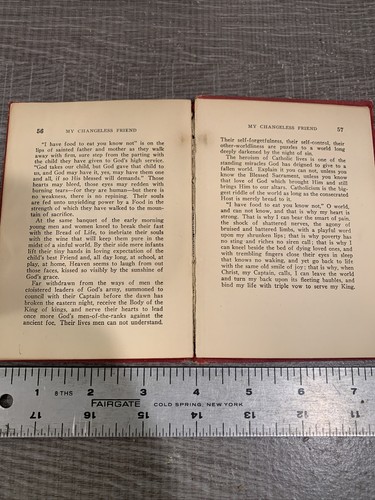 56 MY CHANGELESS FRIEND
"I have food to eat you know not" is on the
lips of sainted father and mother as they walk
away with firm, sure step from the parting with
the child they have given to God's high service.
"God takes our child, but God gave that child to
us, and God may have it, yes, may have them one
and all, if so His blessed will demands." Those
hearts may bleed, those eyes may redden with
burning tears—for they are human—but there is
no weakness, there is no repining. Their souls
are fed unto unyielding power by a Food in the
strength of which they have walked to the moun-
tain of sacrifice.
At the same banquet of the early morning
young men and women kneel to break their fast
with the Bread of Life, to inebriate their souls
with the wine that will keep them pure in the
midst of a sinful world. By their side mere infants
lift their tiny hands in loving expectation of the
child's best Friend and, all day long, at school, at
play, at home, Heaven seems to laugh from out
those faces, kissed so visibly by the sunshine of
God's grace.
Far withdrawn from the ways of men the
cloistered leaders of God's army, summoned to
council with their Captain before the dawn has
broken the eastern night, receive the Body of the
King of kings, and nerve their hearts to lead
once more God's men-of-the-ranks against the
ancient foe. Their lives men can not understand.
MY CHANGELESS FRIEND 57
Their self-forgetfulness, their self-control, their
other-worldliness are puzzles to a world long
deeply darkened by the night of sin.
The heroism of Catholic lives is one of the
standing miracles God has deigned to give to a
fallen world. Explain it you can not, unless you
know the Blessed Sacrament, unless you know
that love of God which brought Him and still
brings Him to our altars. Catholicism is the big-
gest riddle of the world as long as the consecrated
Host is merely bread to it.
"I have food to eat you know not," O world,
and can not know, and that is why my heart is
strong. That is why I can bear the smart of pain,
the shock of shattered nerves, the agony of
bruised and battered limbs, with a playful word
upon my shrunken lips; that is why poverty has
no sting and riches no siren call; that is why I
can kneel beside the bed of dying loved ones, and
with trembling fingers close their eyes in sleep
that knows no waking, and yet go back to life
with the same old smile of joy; that is why, when
Christ, my Captain, calls, I can leave the world
and turn my back upon its fleeting baubles, and
bind my life with triple vow to serve my King.
1 8 THS 2 3 4 5 6 7
FAIRGATE COLD SPRING, NEW YORK
17 16 15 14 13 12 11